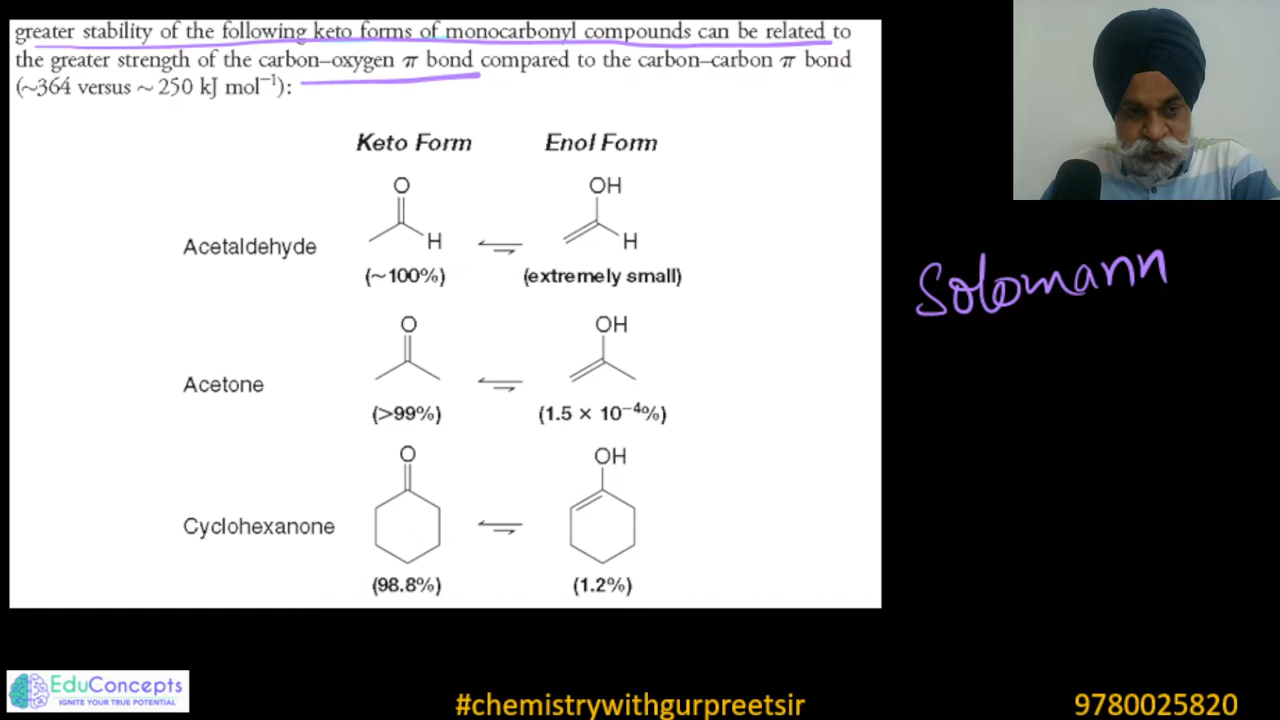 greater stability of the following keto forms of monocarbonyl compounds can be related to
the greater strength of the carbon–oxygen π bond compared to the carbon–carbon π bond
(~364 versus ~ 250 kJ mol⁻¹):
Keto Form Enol Form
O OH
Acetaldehyde H H
(~100%) (extremely small)
O OH
Acetone
(>99%) (1.5 × 10⁻⁴%)
O OH
Cyclohexanone
(98.8%) (1.2%)
Solomann
EduConcepts
IGNITE YOUR TRUE POTENTIAL
#chemistrywithgurpreetsir
9780025820